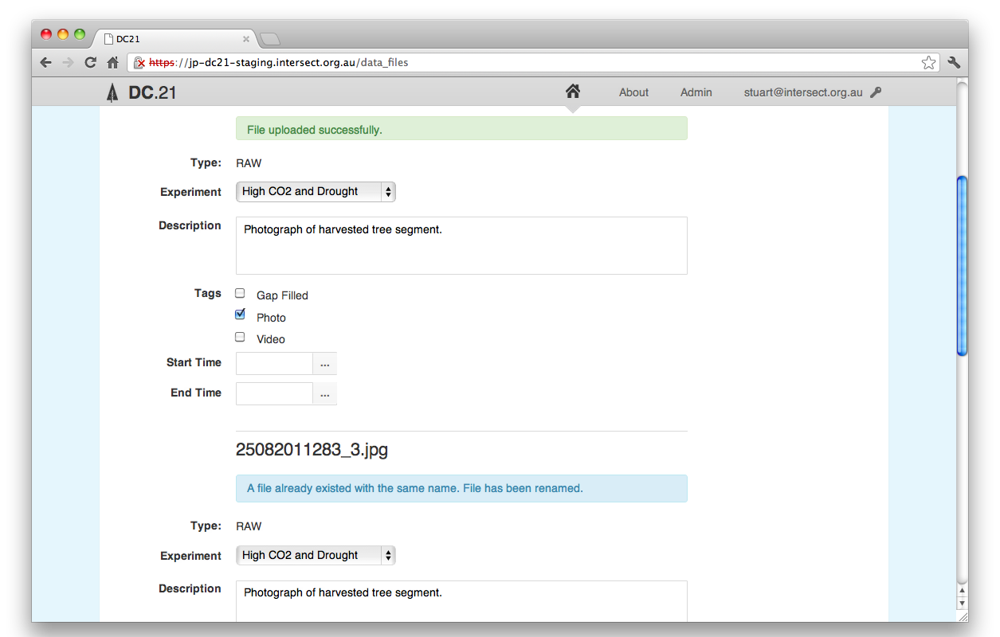 DC21
https://jp-dc21-staging.intersect.org.au/data_files
DC.21
About
Admin
stuart@intersect.org.au
File uploaded successfully.
Type: RAW
Experiment High CO2 and Drought
Description Photograph of harvested tree segment.
Tags Gap Filled
Photo
Video
Start Time ...
End Time ...
25082011283_3.jpg
A file already existed with the same name. File has been renamed.
Type: RAW
Experiment High CO2 and Drought
Description Photograph of harvested tree segment.